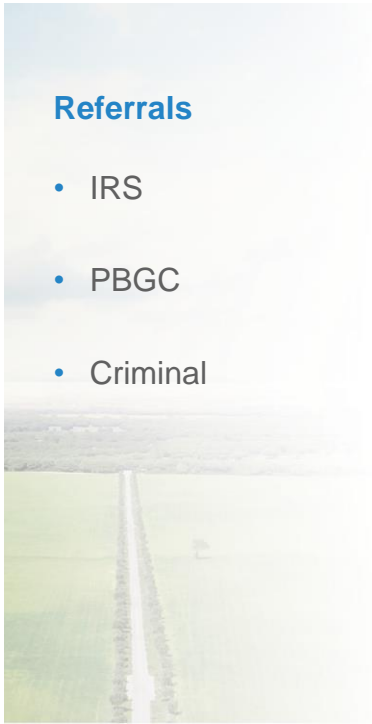 Referrals
• IRS
• PBGC
• Criminal